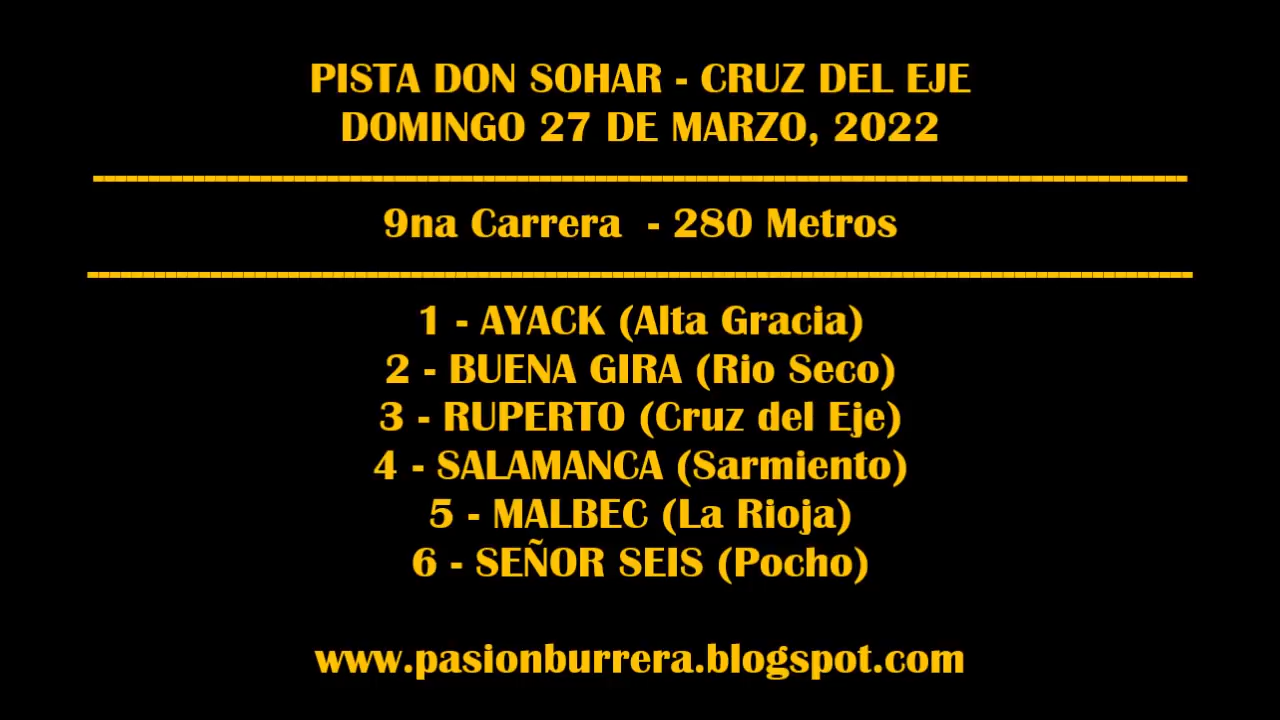 PISTA DON SOHAR - CRUZ DEL EJE
DOMINGO 27 DE MARZO, 2022
9na Carrera - 280 Metros
1 - AYACK (Alta Gracia)
2 - BUENA GIRA (Rio Seco)
3 - RUPERTO (Cruz del Eje)
4 - SALAMANCA (Sarmiento)
5 - MALBEC (La Rioja)
6 - SEÑOR SEIS (Pocho)
www.pasionburrera.blogspot.com